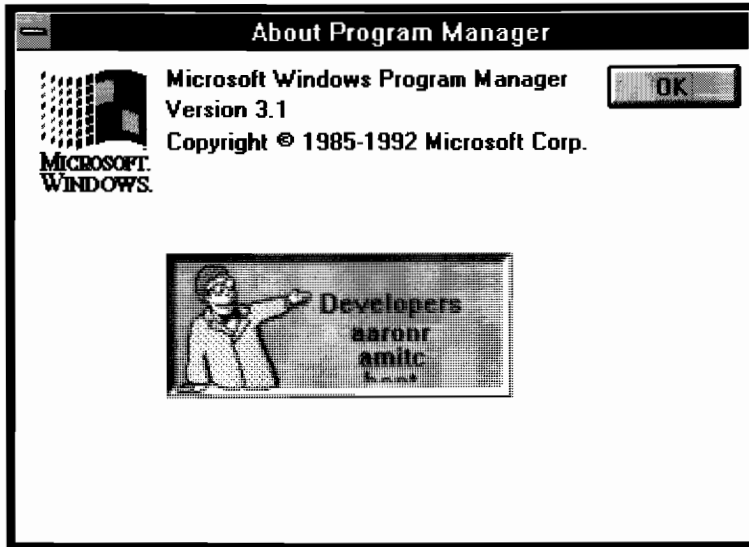 About Program Manager
Microsoft Windows Program Manager
Version 3.1
Copyright © 1985-1992 Microsoft Corp.
OK
MICROSOFT.
WINDOWS.
Developers
aaronr
amitc